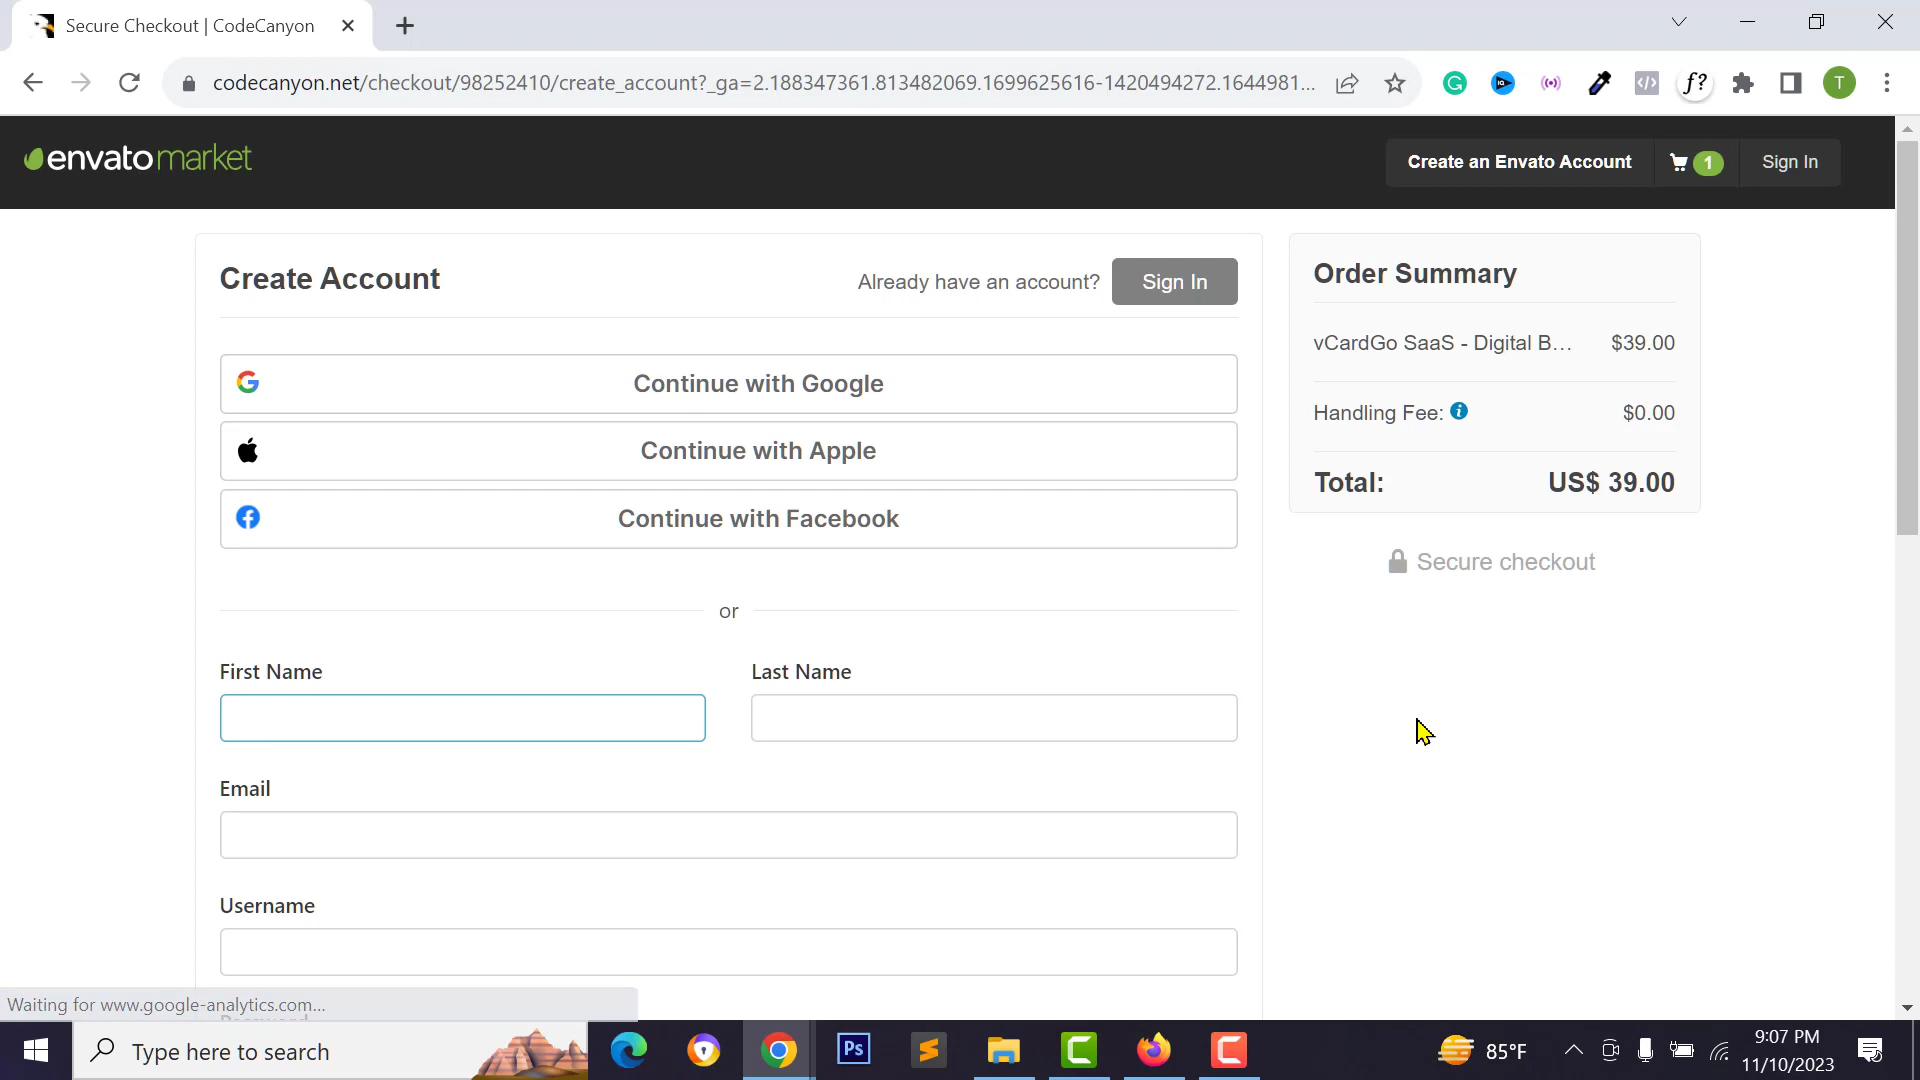 Secure Checkout | CodeCanyon
codecanyon.net/checkout/98252410/create_account?_ga=2.188347361.813482069.1699625616-1420494272.1644981...
T
envatomarket
Create an Envato Account
1
Sign In
Create Account
Already have an account?
Sign In
Continue with Google
Continue with Apple
Continue with Facebook
or
First Name
Last Name
Email
Username
Password
Order Summary
vCardGo SaaS - Digital B...
$39.00
Handling Fee:
$0.00
Total:
US$ 39.00
Secure checkout
Waiting for www.google-analytics.com...
Type here to search
Ps
85°F
9:07 PM
11/10/2023